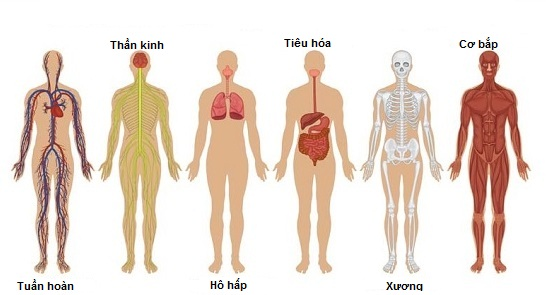 Thần kinh
Tiêu hóa
Cơ bắp
Tuần hoàn
Hô hấp
Xương